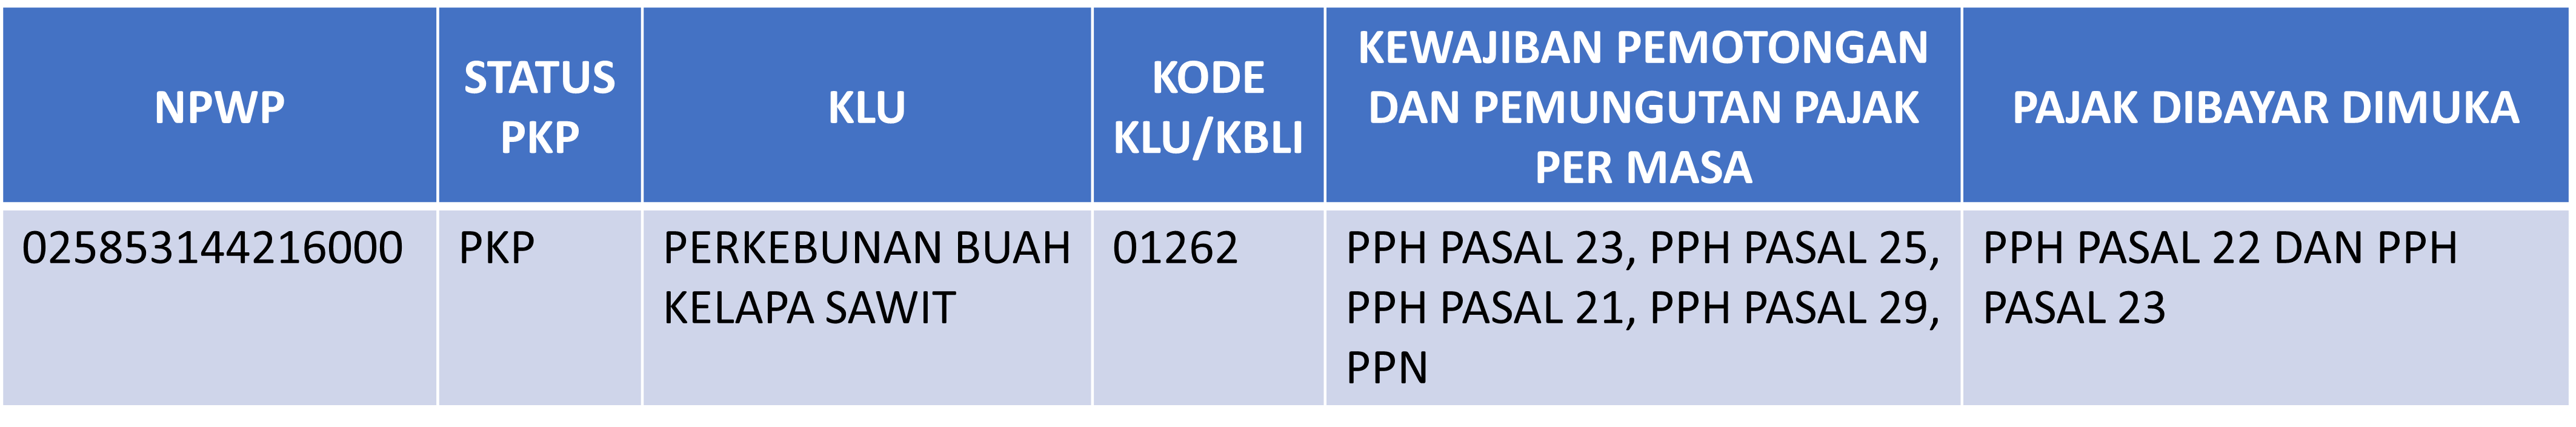 NPWP
STATUS
PKP
KLU
KODE
KLU/KBLI
KEWAJIBAN PEMOTONGAN
DAN PEMUNGUTAN PAJAK
PER MASA
PAJAK DIBAYAR DIMUKA
025853144216000
PKP
PERKEBUNAN BUAH
KELAPA SAWIT
01262
PPH PASAL 23, PPH PASAL 25,
PPH PASAL 21, PPH PASAL 29,
PPN
PPH PASAL 22 DAN PPH
PASAL 23